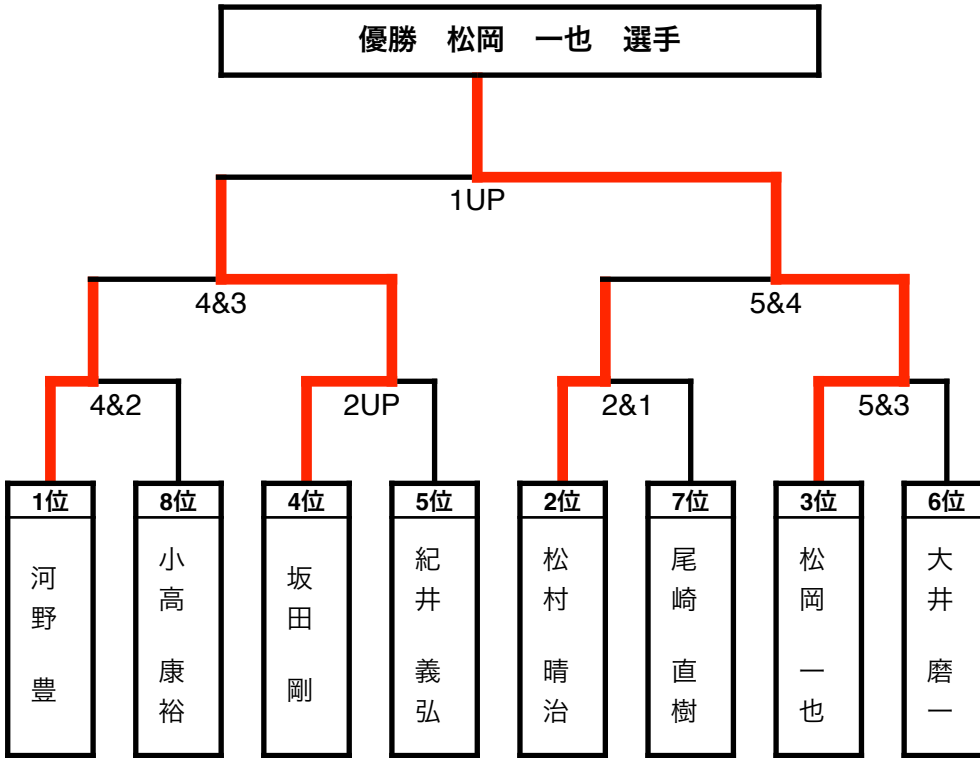 優勝　松岡　一也　選手
1UP
4&3
5&4
4&2
2UP
2&1
5&3
1位
8位
4位
5位
2位
7位
3位
6位
河野　豊
小高　康裕
坂田　剛
紀井　義弘
松村　晴治
尾崎　直樹
松岡　一也
大井　磨一